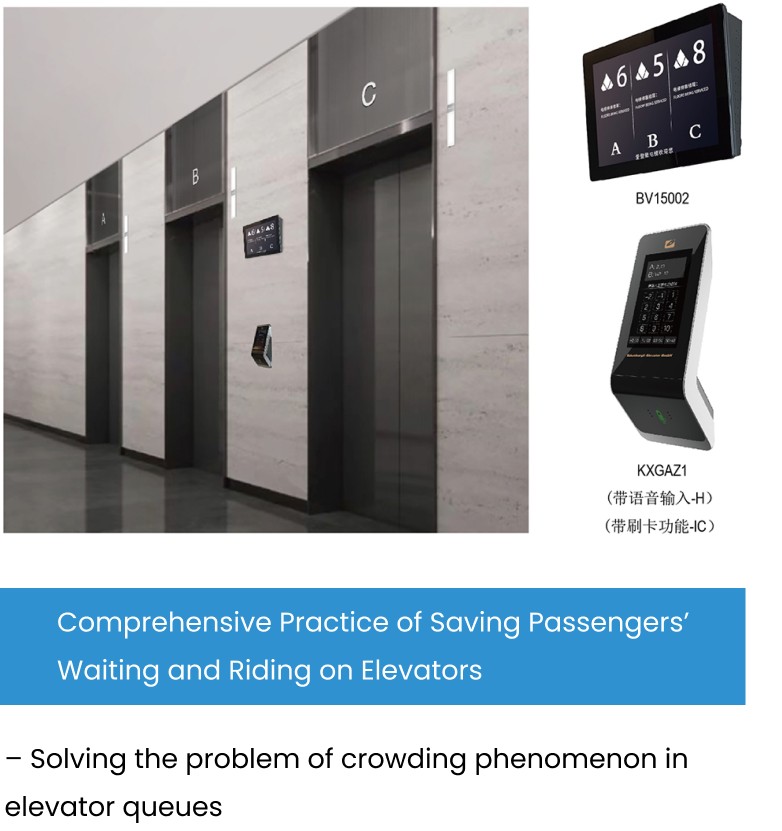 A
B
C
6 5 8
A B C
BV15002
KXGAZ1
（带语音输入-H）
（带刷卡功能-IC）
Comprehensive Practice of Saving Passengers’
Waiting and Riding on Elevators
– Solving the problem of crowding phenomenon in
elevator queues